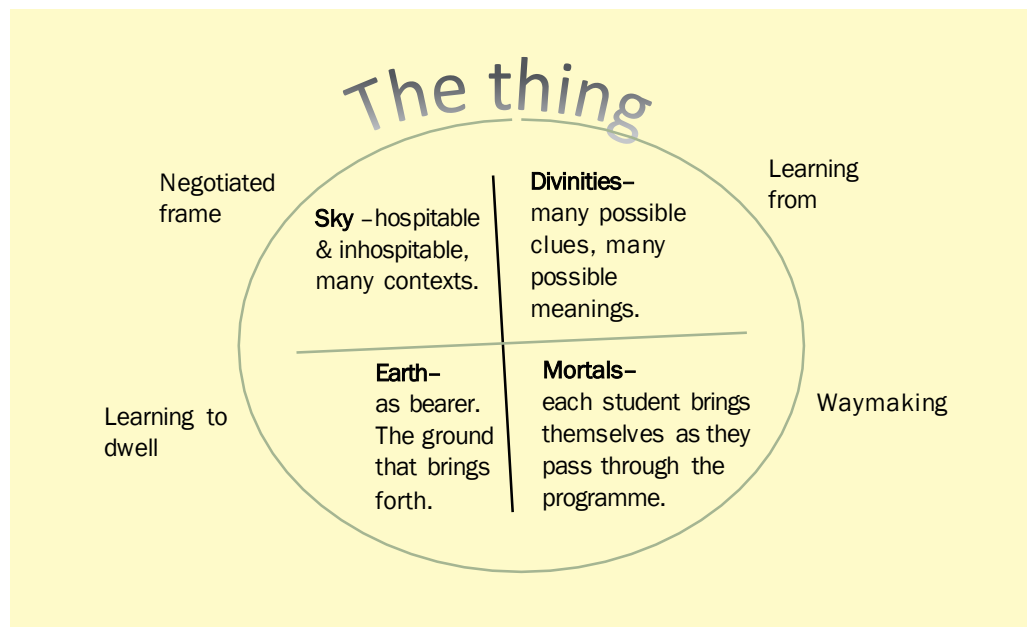 The thing
Negotiated
frame
Sky –hospitable
& inhospitable,
many contexts.
Divinities–
many possible
clues, many
possible
meanings.
Learning
from
Earth–
as bearer.
The ground
that brings
forth.
Mortals–
each student brings
themselves as they
pass through the
programme.
Learning to
dwell
Waymaking